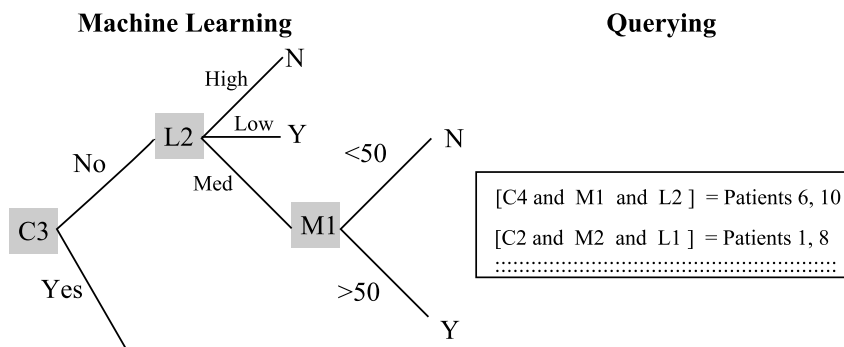 Machine Learning
Querying
High
N
L2
Low
Y
No
Med
<50
N
C3
M1
Yes
>50
Y
[C4 and M1 and L2 ] = Patients 6, 10
[C2 and M2 and L1 ] = Patients 1, 8